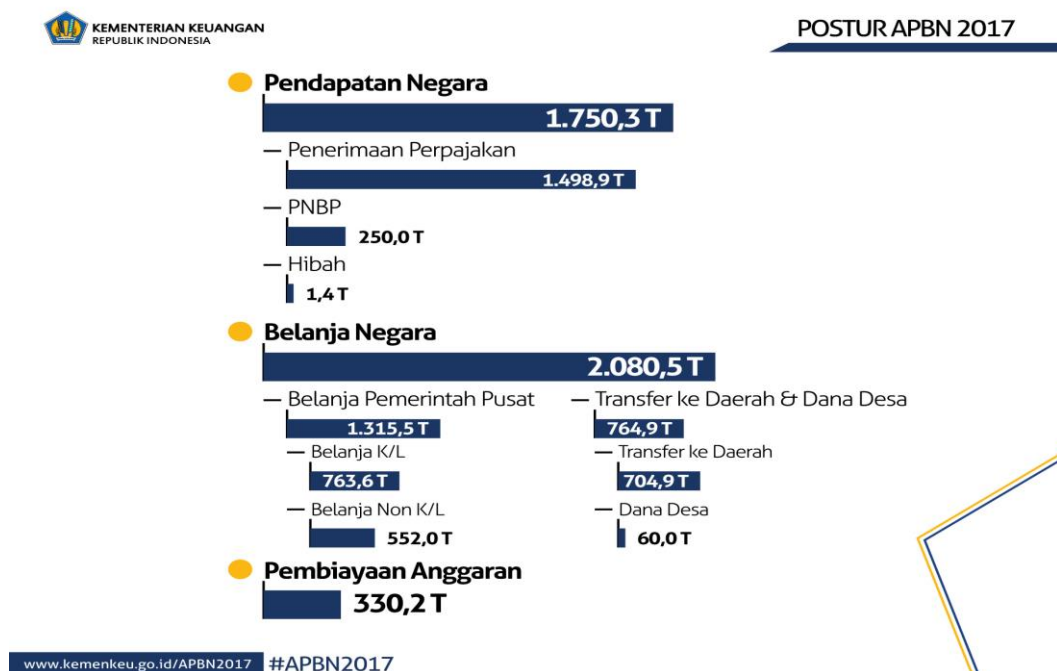 KEMENTERIAN KEUANGAN
REPUBLIK INDONESIA
POSTUR APBN 2017
Pendapatan Negara
1.750,3 T
— Penerimaan Perpajakan
1.498,9 T
— PNBP
250,0 T
— Hibah
1,4 T
Belanja Negara
2.080,5 T
— Belanja Pemerintah Pusat
1.315,5 T
— Belanja K/L
763,6 T
— Belanja Non K/L
552,0 T
— Transfer ke Daerah & Dana Desa
764,9 T
— Transfer ke Daerah
704,9 T
— Dana Desa
60,0 T
Pembiayaan Anggaran
330,2 T
www.kemenkeu.go.id/APBN2017 #APBN2017